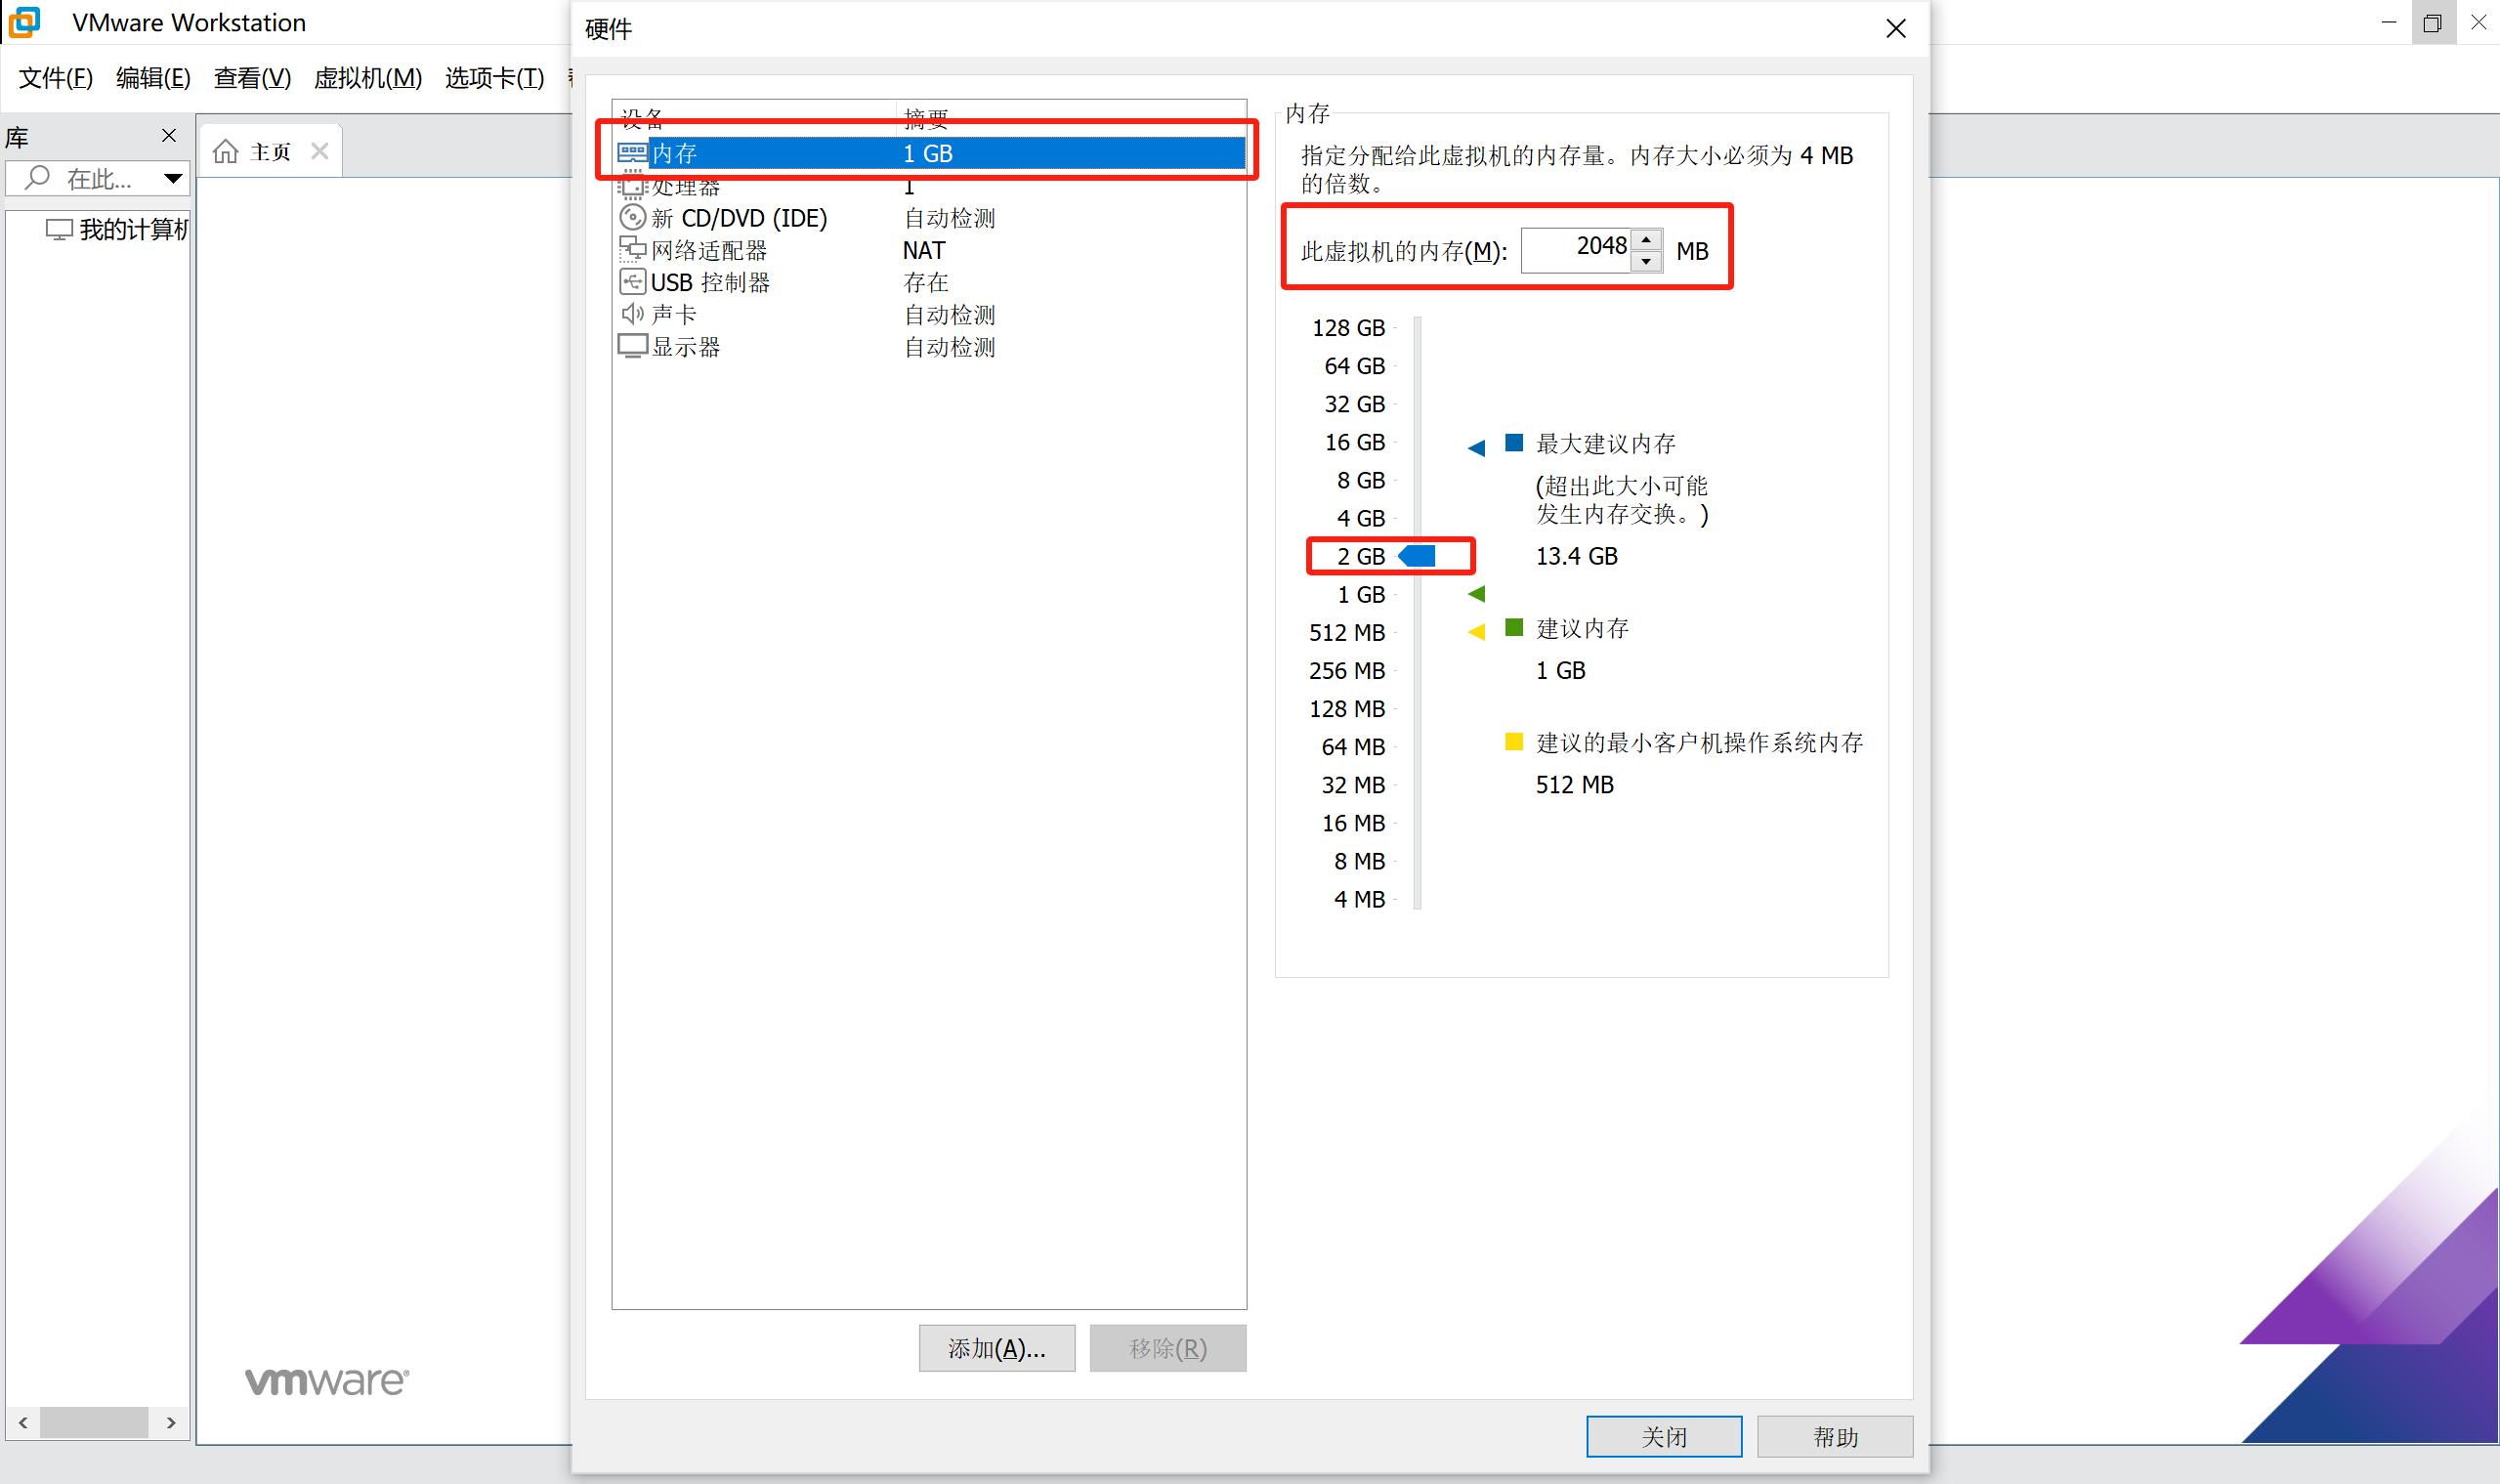 VMware Workstation
文件(F) 编辑(E) 查看(V) 虚拟机(M) 选项卡(T)
库
主页
在此...
我的计算机
硬件
设备 摘要
内存 1 GB
处理器 1
新 CD/DVD (IDE) 自动检测
网络适配器 NAT
USB 控制器 存在
声卡 自动检测
显示器 自动检测
添加(A)...
移除(R)
内存
指定分配给此虚拟机的内存量。内存大小必须为 4 MB
的倍数。
此虚拟机的内存(M): 2048 MB
128 GB
64 GB
32 GB
16 GB
8 GB
4 GB
2 GB
1 GB
512 MB
256 MB
128 MB
64 MB
32 MB
16 MB
8 MB
4 MB
最大建议内存
(超出此大小可能
发生内存交换。)
13.4 GB
建议内存
1 GB
建议的最小客户机操作系统内存
512 MB
关闭
帮助
vmware®